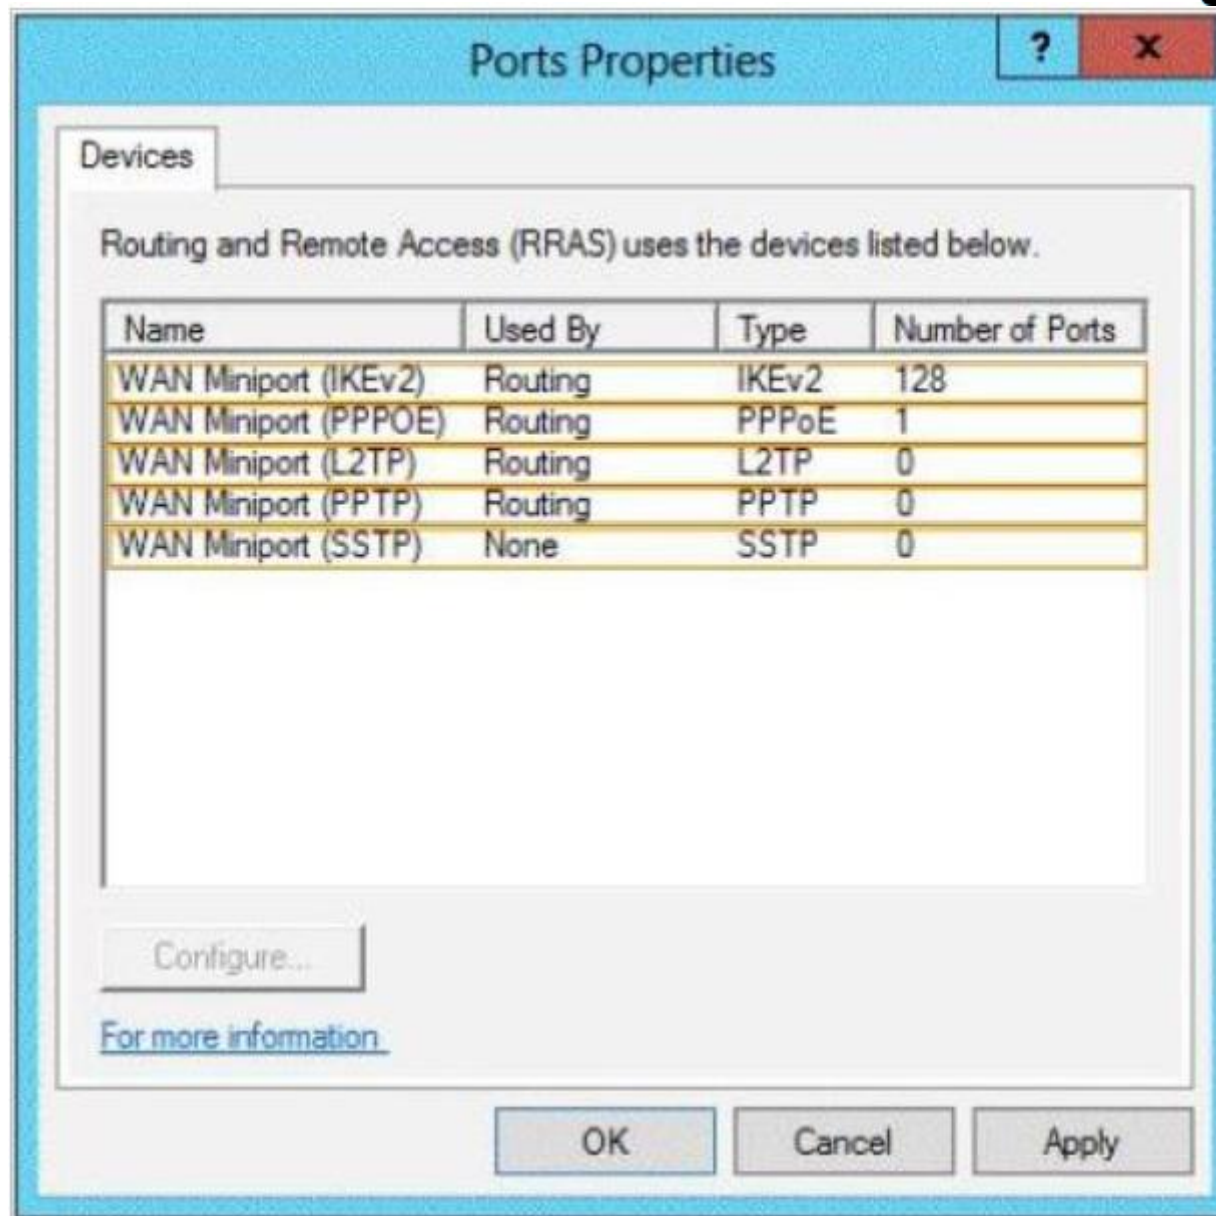 Ports Properties
?
x
Devices
Routing and Remote Access (RRAS) uses the devices listed below.
Name Used By Type Number of Ports
WAN Miniport (IKEv2) Routing IKEv2 128
WAN Miniport (PPPOE) Routing PPPoE 1
WAN Miniport (L2TP) Routing L2TP 0
WAN Miniport (PPTP) Routing PPTP 0
WAN Miniport (SSTP) None SSTP 0
Configure...
For more information
OK Cancel Apply